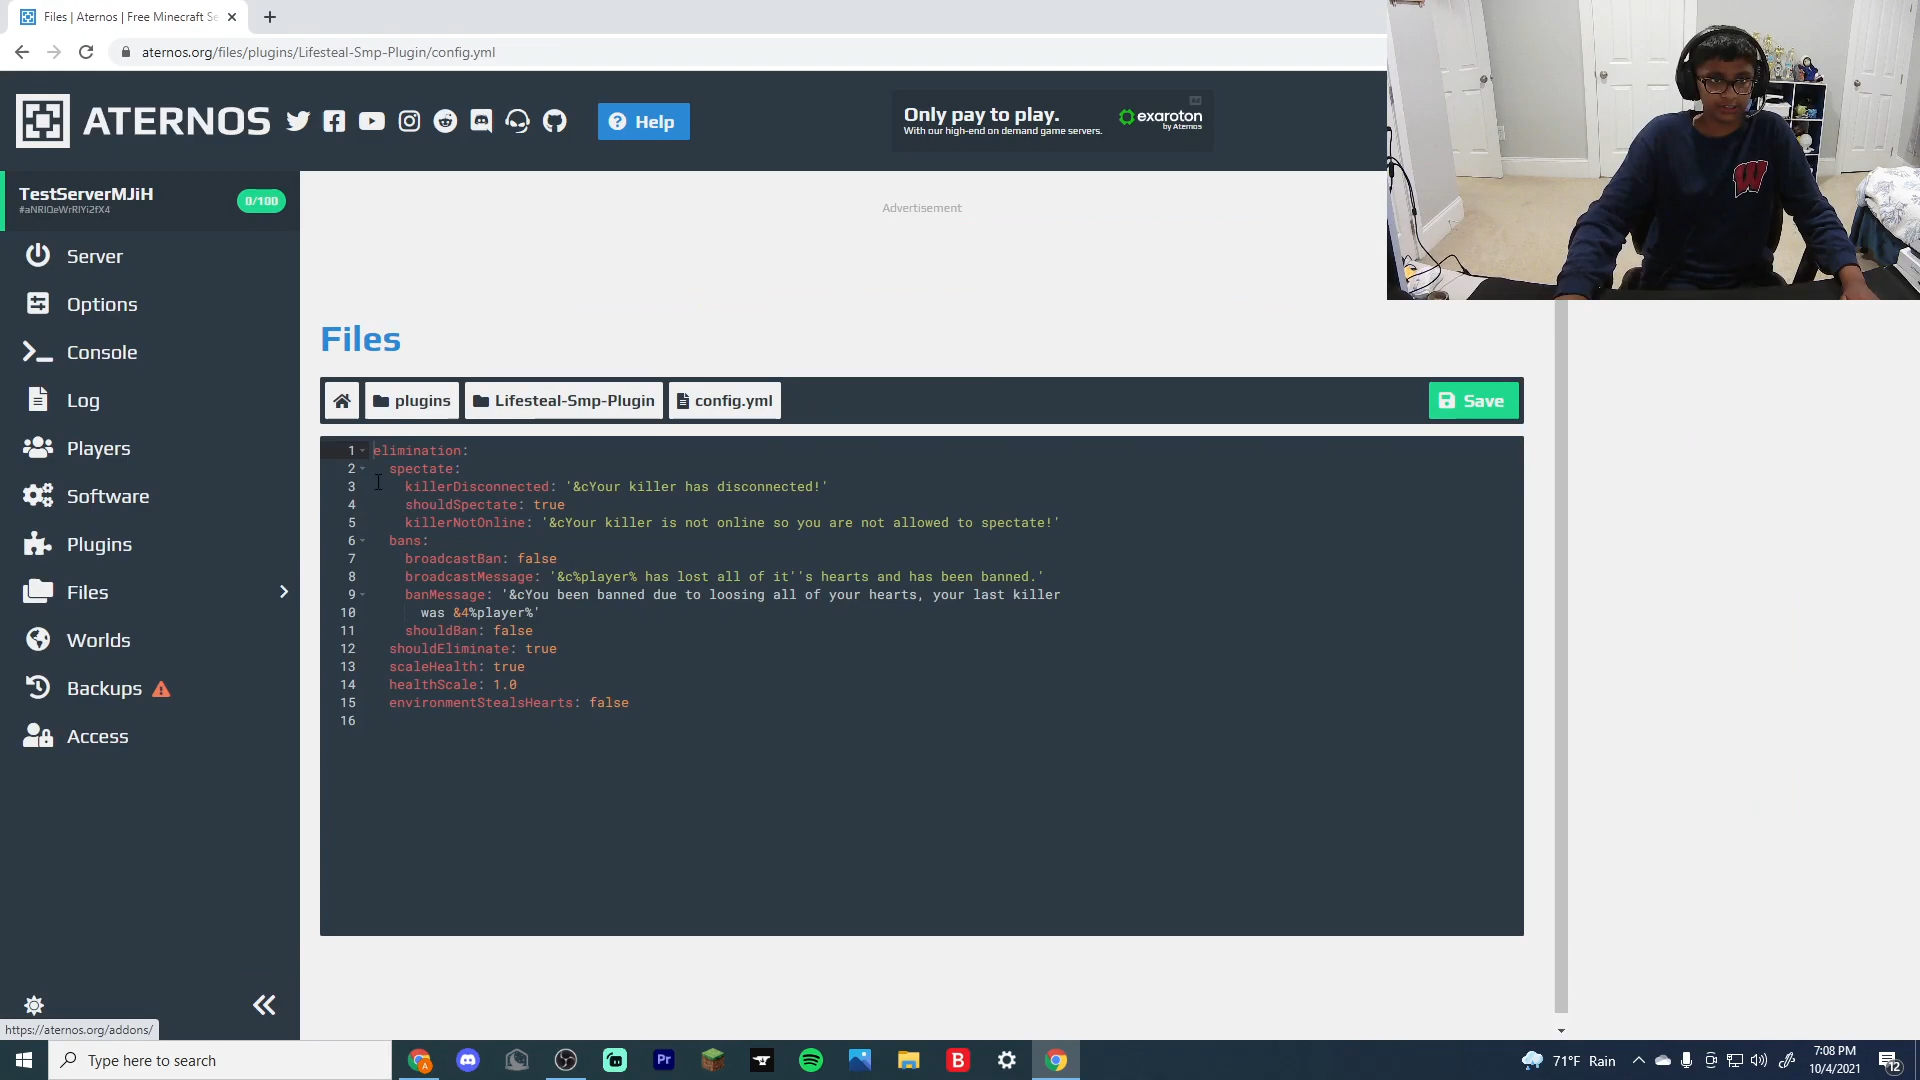 Files | Aternos | Free Minecraft Se
aternos.org/files/plugins/Lifesteal-Smp-Plugin/config.yml
ATERNOS
Help
Only pay to play.
With our high-end on demand game servers.
exaroton
by Aternos
Ad
TestServerMJiH
0/100
Server
Options
Console
Log
Players
Software
Plugins
Files
Worlds
Backups
Access
Advertisement
Files
plugins
Lifesteal-Smp-Plugin
config.yml
Save
1 elimination:
2 spectate:
3 killerDisconnected: '&cYour killer has disconnected!'
4 shouldSpectate: true
5 killerNotOnline: '&cYour killer is not online so you are not allowed to spectate!'
6 bans:
7 broadcastBan: false
8 broadcastMessage: '&c%player% has lost all of it''s hearts and has been banned.'
9 banMessage: '&cYou been banned due to loosing all of your hearts, your last killer
10 was &4%player%'
11 shouldBan: false
12 shouldEliminate: true
13 scaleHealth: true
14 healthScale: 1.0
15 environmentStealsHearts: false
16
W
https://aternos.org/addons/
Type here to search
A
Pr
B
71°F Rain
7:08 PM
10/4/2021
12